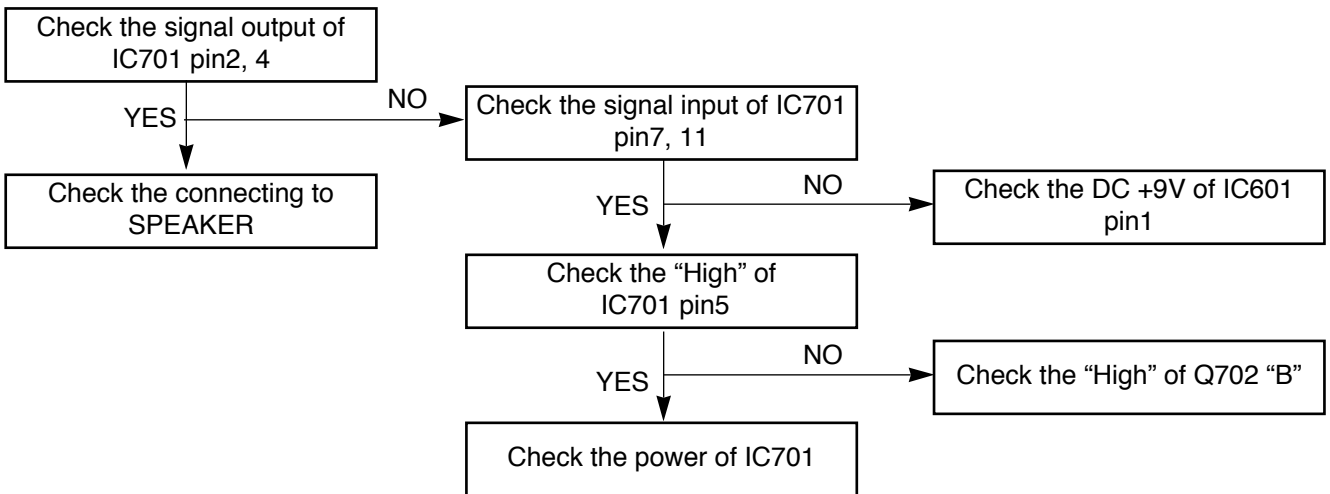 Check the signal output of
IC701 pin2, 4
YES
NO
Check the signal input of IC701
pin7, 11
Check the connecting to
SPEAKER
YES
NO
Check the DC +9V of IC601
pin1
Check the “High” of
IC701 pin5
YES
NO
Check the “High” of Q702 “B”
Check the power of IC701